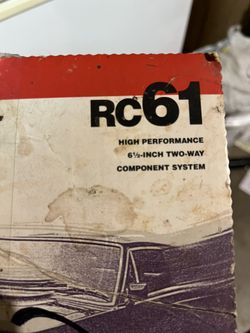 RC61
HIGH PERFORMANCE
6½-INCH TWO-WAY
COMPONENT SYSTEM